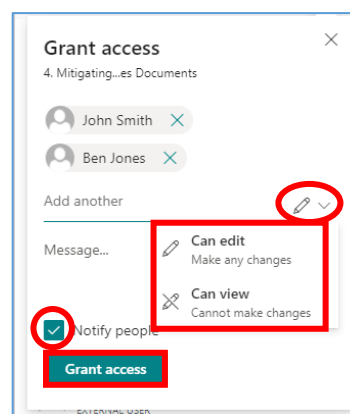 Grant access
4. Mitigating...es Documents
John Smith
Ben Jones
Add another
Message...
Can edit
Make any changes
Can view
Cannot make changes
Notify people
Grant access
EXTERNAL USER